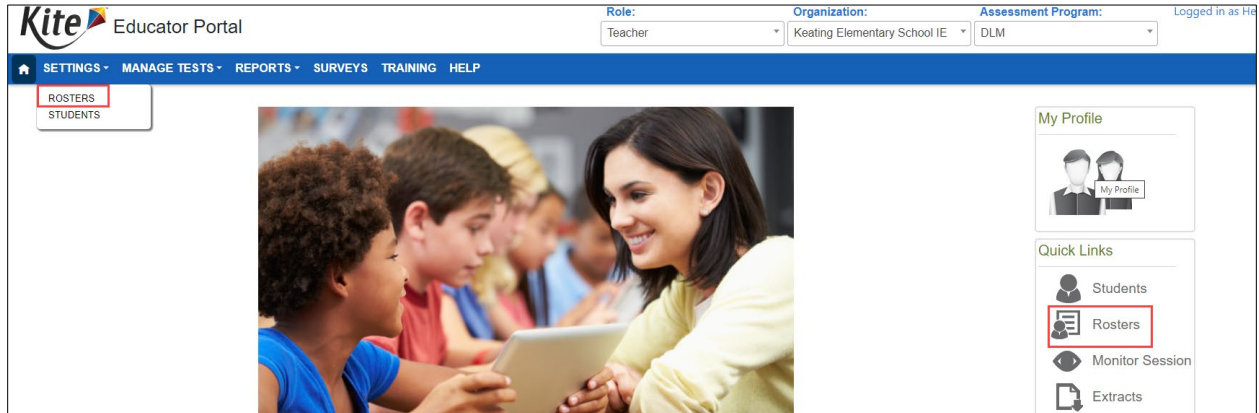 Kite Educator Portal
Role: Organization: Assessment Program: Logged in as He
Teacher Keating Elementary School IE DLM
SETTINGS MANAGE TESTS REPORTS SURVEYS TRAINING HELP
ROSTERS
STUDENTS
My Profile
My Profile
Quick Links
Students
Rosters
Monitor Session
Extracts